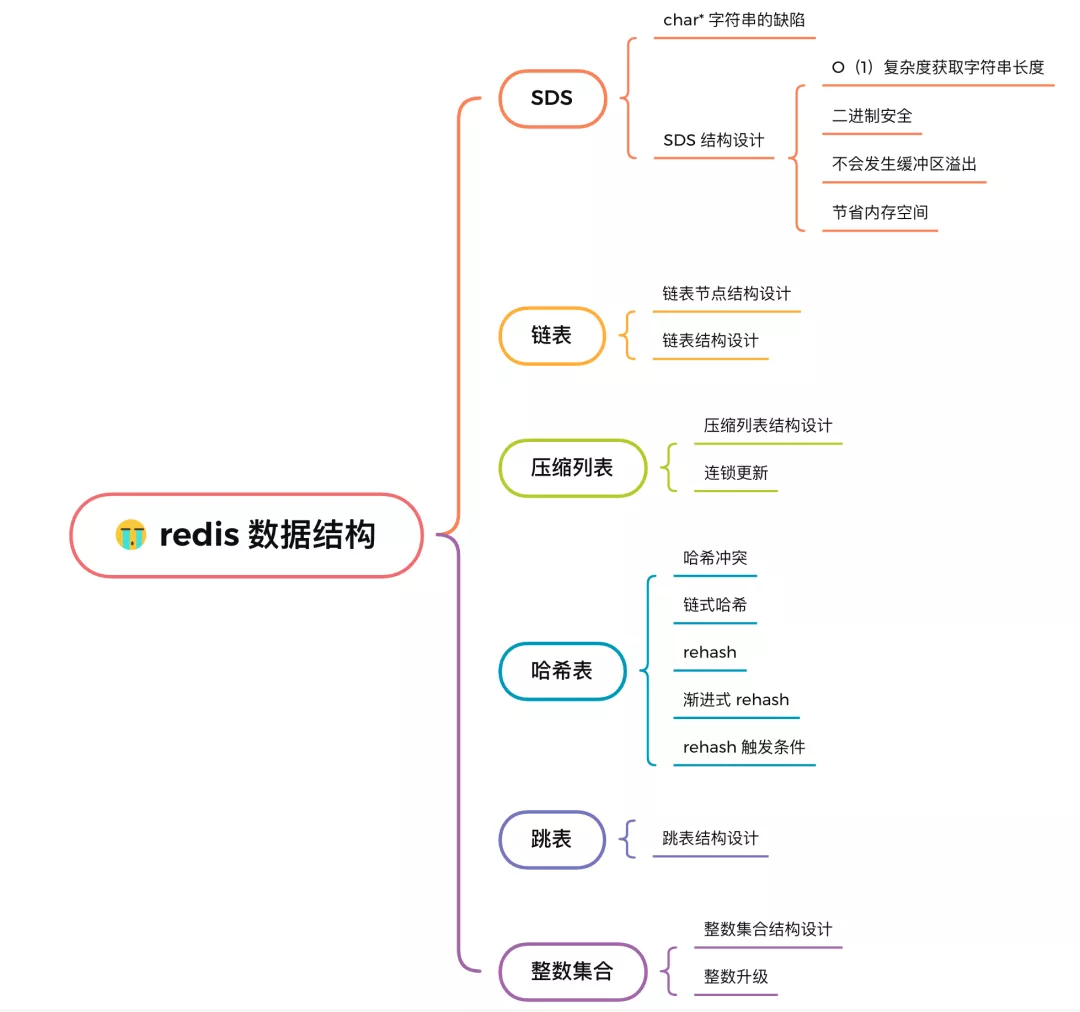 redis 数据结构
SDS
char* 字符串的缺陷
SDS 结构设计
O（1）复杂度获取字符串长度
二进制安全
不会发生缓冲区溢出
节省内存空间
链表
链表节点结构设计
链表结构设计
压缩列表
压缩列表结构设计
连锁更新
哈希表
哈希冲突
链式哈希
rehash
渐进式 rehash
rehash 触发条件
跳表
跳表结构设计
整数集合
整数集合结构设计
整数升级